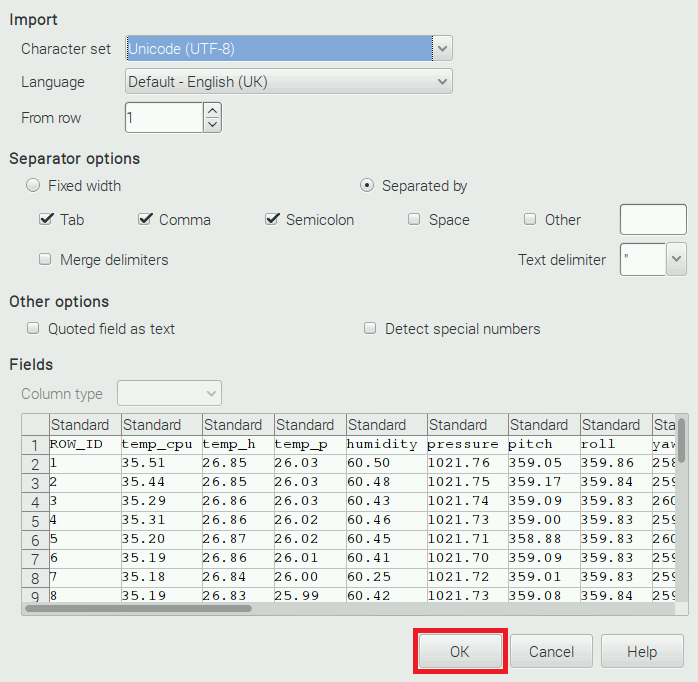 Import
Character set Unicode (UTF-8)
Language Default - English (UK)
From row 1
Separator options
Fixed width Separated by
Tab Comma Semicolon Space Other
Merge delimiters Text delimiter "
Other options
Quoted field as text Detect special numbers
Fields
Column type
Standard Standard Standard Standard Standard Standard Standard Standard Sta
1 ROW_ID temp_cpu temp_h temp_p humidity pressure pitch roll yaw
2 1 35.51 26.85 26.03 60.50 1021.76 359.05 359.86 258
3 2 35.44 26.85 26.03 60.48 1021.75 359.17 359.84 259
4 3 35.29 26.86 26.03 60.43 1021.74 359.09 359.83 260
5 4 35.31 26.86 26.02 60.46 1021.73 359.00 359.83 259
6 5 35.20 26.87 26.02 60.45 1021.71 358.88 359.83 260
7 6 35.19 26.86 26.01 60.41 1021.70 359.09 359.83 259
8 7 35.18 26.84 26.00 60.25 1021.72 359.01 359.83 259
9 8 35.19 26.83 25.99 60.42 1021.73 359.08 359.84 259
OK Cancel Help